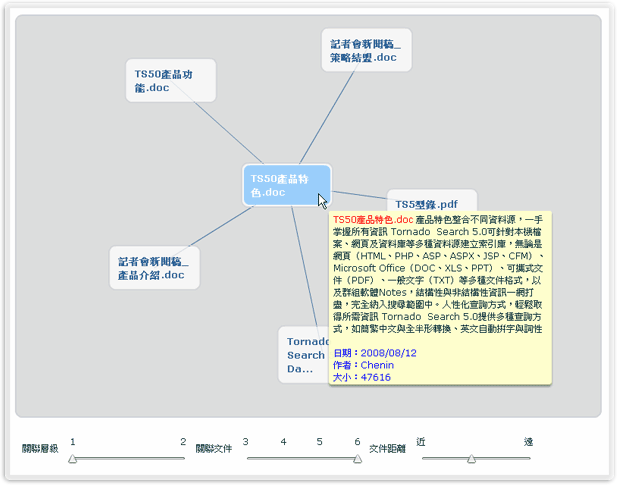 記者會新聞稿_
策略結盟.doc
TS50產品功
能.doc
TS50產品特
色.doc
TS5型錄.pdf
TS50產品特色.doc 產品特色整合不同資料源，一手
掌握所有資訊 Tornado Search 5.0可針對本機檔
案、網頁及資料庫等多種資料源建立索引庫，無論是
網頁（HTML、PHP、ASP、ASPX、JSP、CFM）、
Microsoft Office（DOC、XLS、PPT）、可攜式文
件（PDF）、一般文字（TXT）等多種文件格式，以
及群組軟體Notes，結構性與非結構性資訊一網打
盡，完全納入搜尋範圍中。人性化查詢方式，輕鬆取
得所需資訊 Tornado Search 5.0提供多種查詢方
式，如簡繁中文與全半形轉換、英文自動拼字與詞性
日期：2008/08/12
作者：Chenin
大小：47616
記者會新聞稿_
產品介紹.doc
Tornado
Search
Da...
關聯層級 1 2 關聯文件 3 4 5 6 文件距離 近 遠